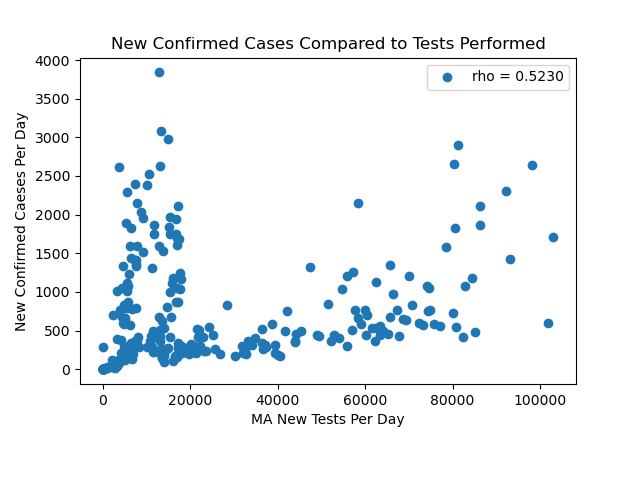 New Confirmed Cases Compared to Tests Performed
rho = 0.5230
New Confirmed Caeses Per Day
4000
3500
3000
2500
2000
1500
1000
500
0
0 20000 40000 60000 80000 100000
MA New Tests Per Day